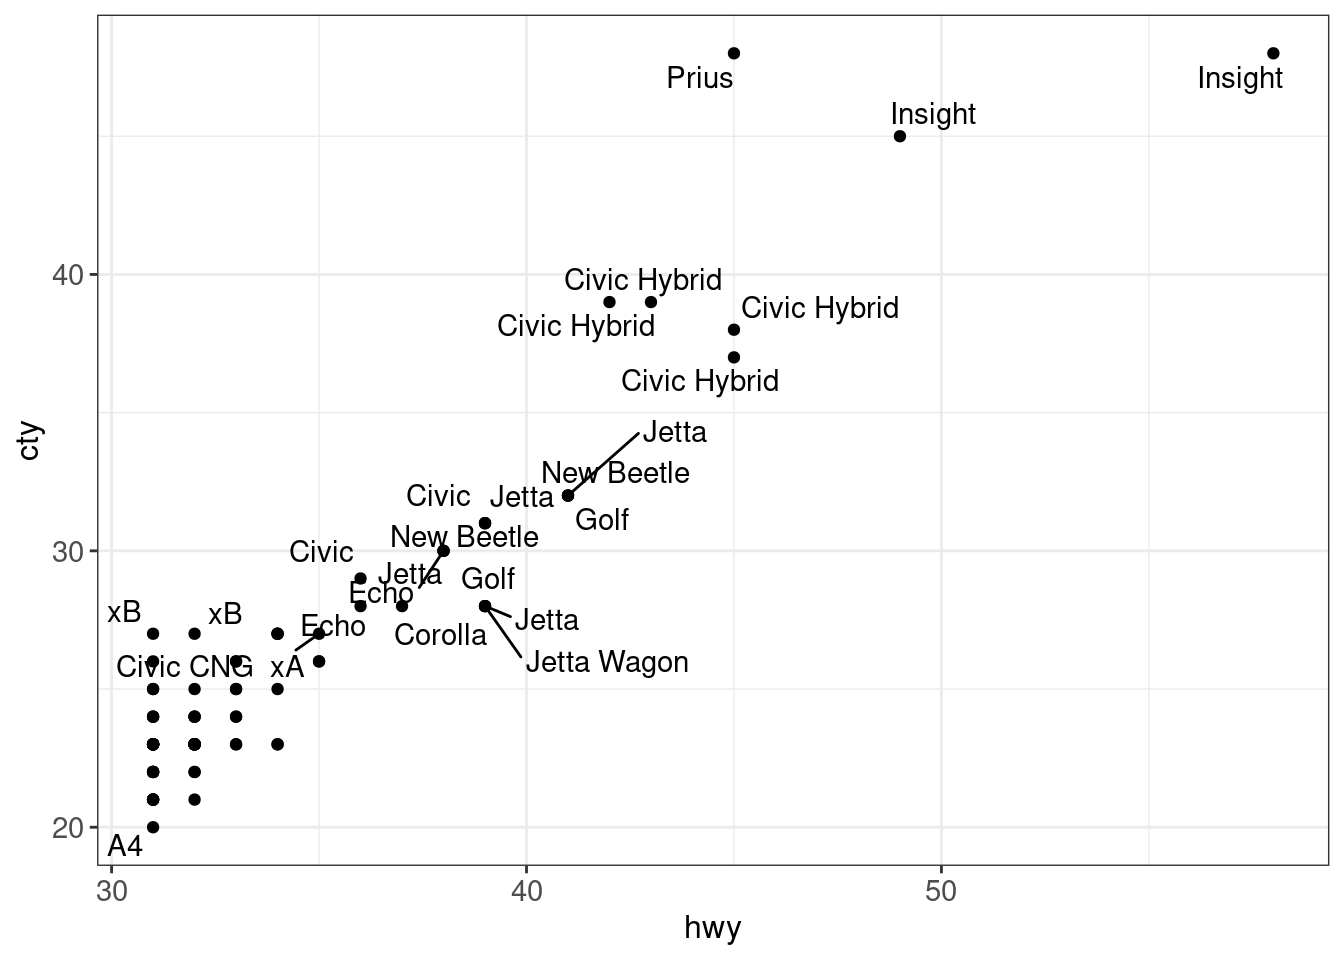 Prius
Insight
Insight
40
Civic Hybrid
Civic Hybrid
Civic Hybrid
Civic Hybrid
cty
Jetta
New Beetle
Civic
Jetta
Golf
New Beetle
30
Civic
Jetta
Golf
Echo
xB
xB
Echo
Jetta
Corolla
Civic CNG
xA
Jetta Wagon
20
A4
30
40
50
hwy